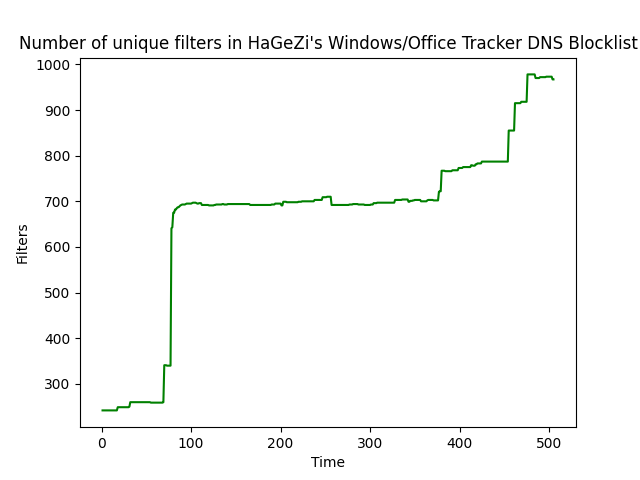 Number of unique filters in HaGeZi's Windows/Office Tracker DNS Blocklist
1000
900
800
700
600
500
400
300
Filters
0 100 200 300 400 500
Time